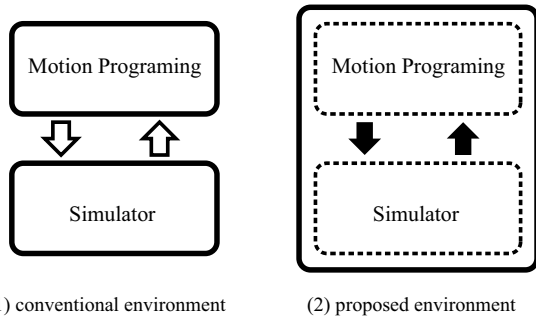 Motion Programing
Simulator
Motion Programing
Simulator
) conventional environment
(2) proposed environment